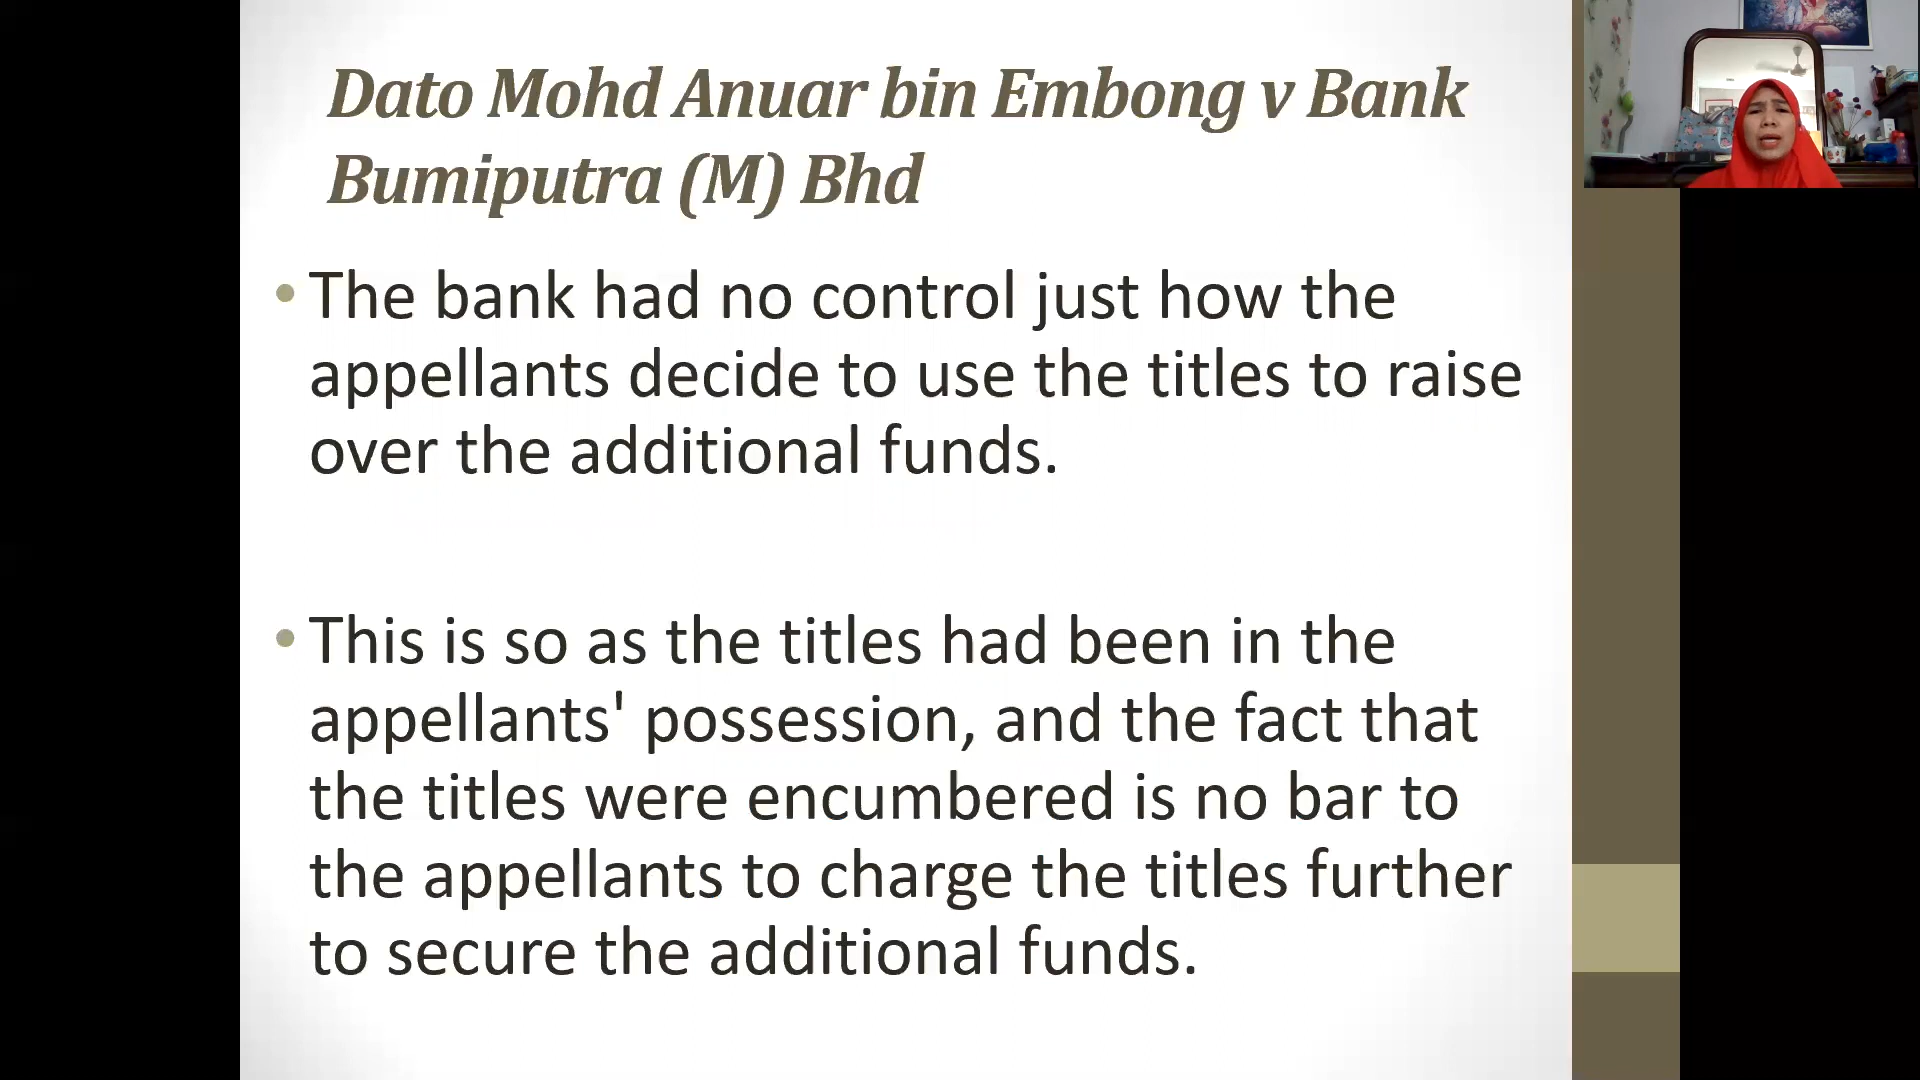 Dato Mohd Anuar bin Embong v Bank
Bumiputra (M) Bhd
• The bank had no control just how the
appellants decide to use the titles to raise
over the additional funds.
• This is so as the titles had been in the
appellants' possession, and the fact that
the titles were encumbered is no bar to
the appellants to charge the titles further
to secure the additional funds.